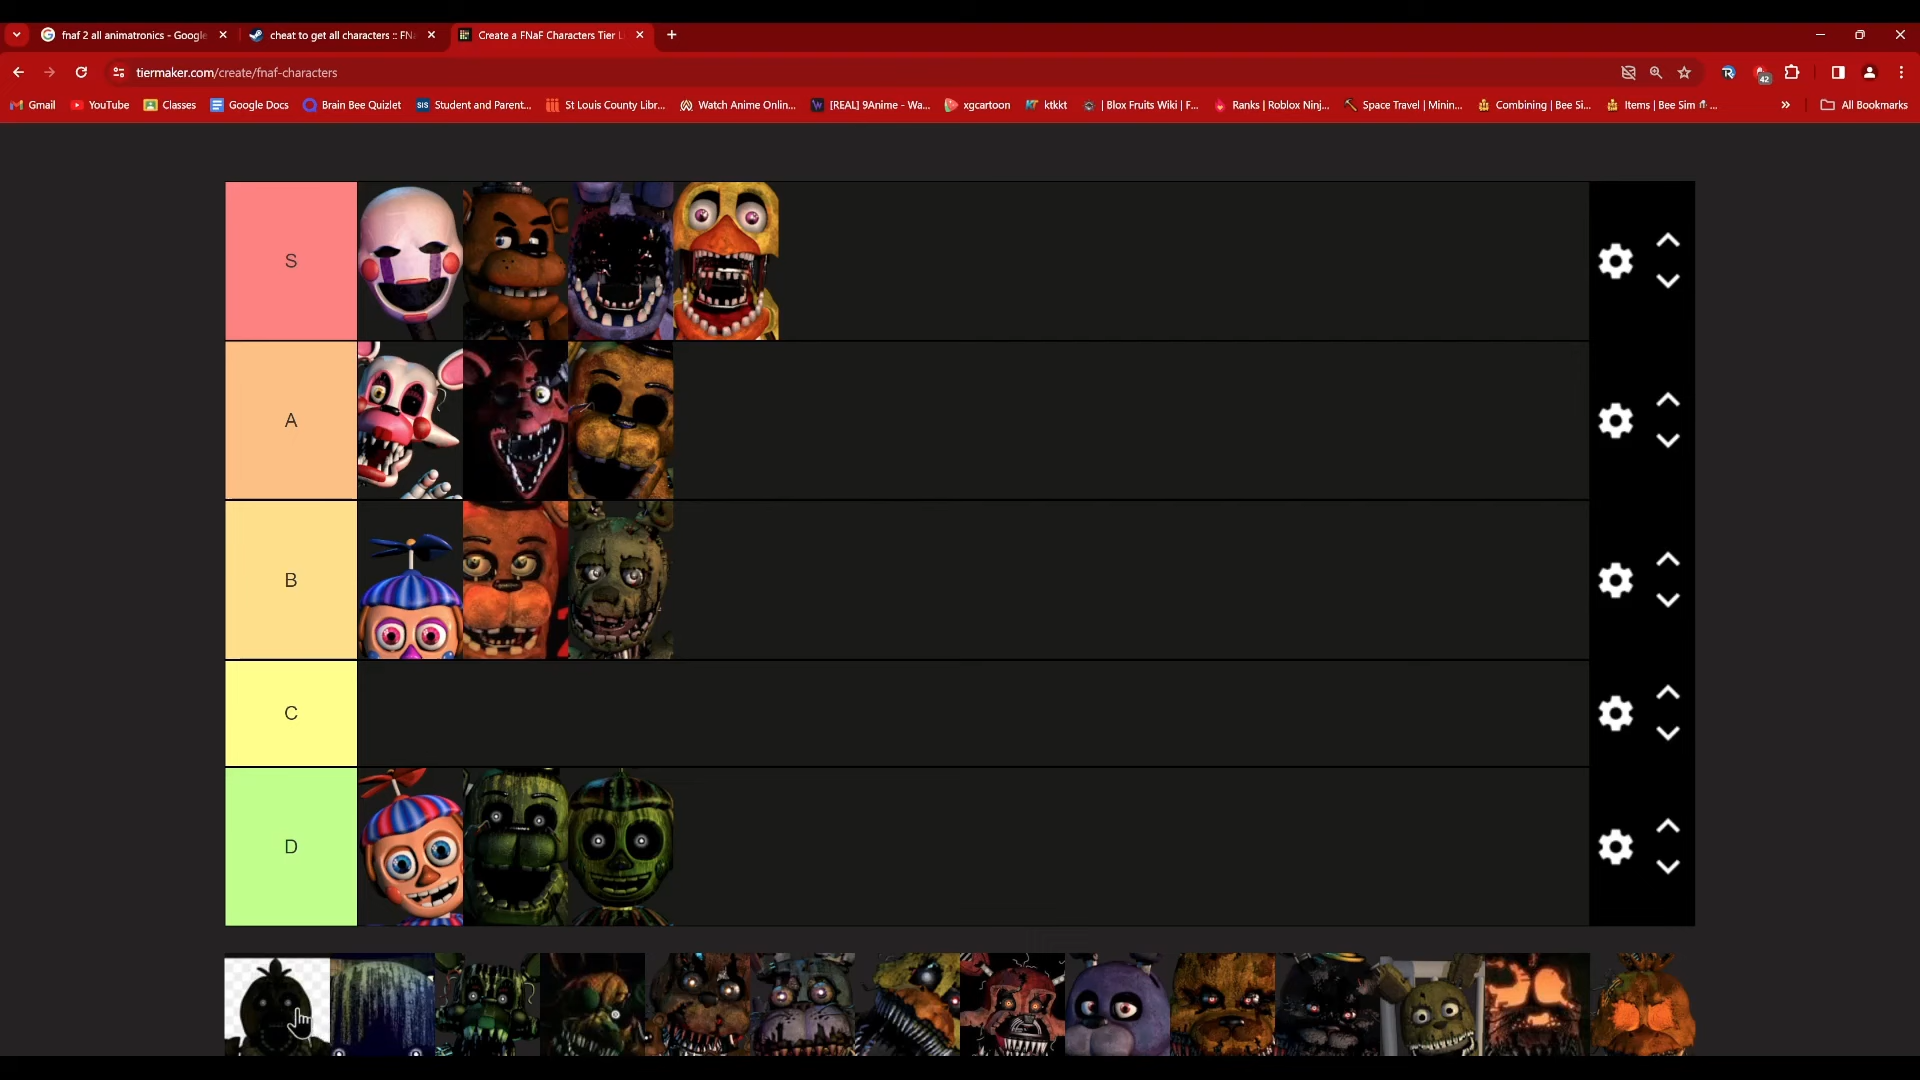 fnaf 2 all animatronics - Google
cheat to get all characters :: FN
Create a FNaF Characters Tier L
tiermaker.com/create/fnaf-characters
42
Gmail
YouTube
Classes
Google Docs
Brain Bee Quizlet
SIS Student and Parent...
St Louis County Libr...
Watch Anime Onlin...
W [REAL] 9Anime - Wa...
xgcartoon
KT ktkkt
| Blox Fruits Wiki | F...
Ranks | Roblox Ninj...
Space Travel | Minin...
Combining | Bee Si...
Items | Bee Sim ...
All Bookmarks
S
A
B
C
D